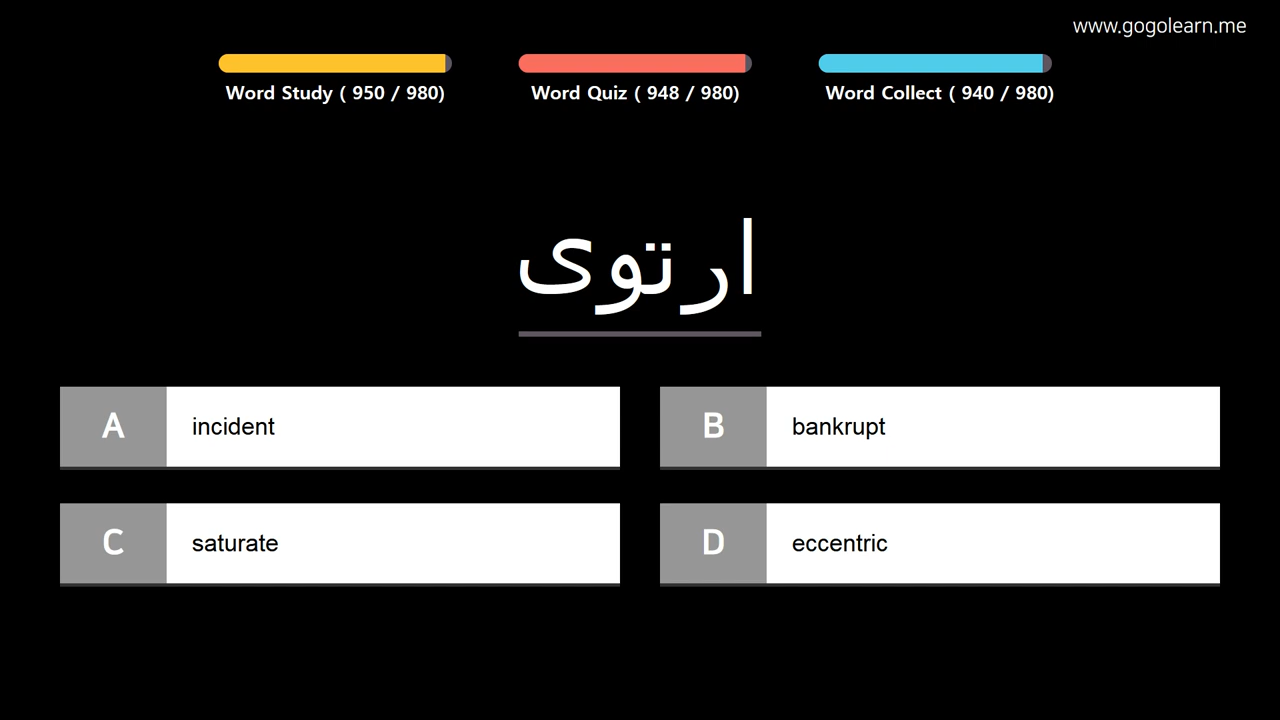 www.gogolearn.me
Word Study ( 950 / 980)
Word Quiz ( 948 / 980)
Word Collect ( 940 / 980)
ارتوى
A incident
B bankrupt
C saturate
D eccentric